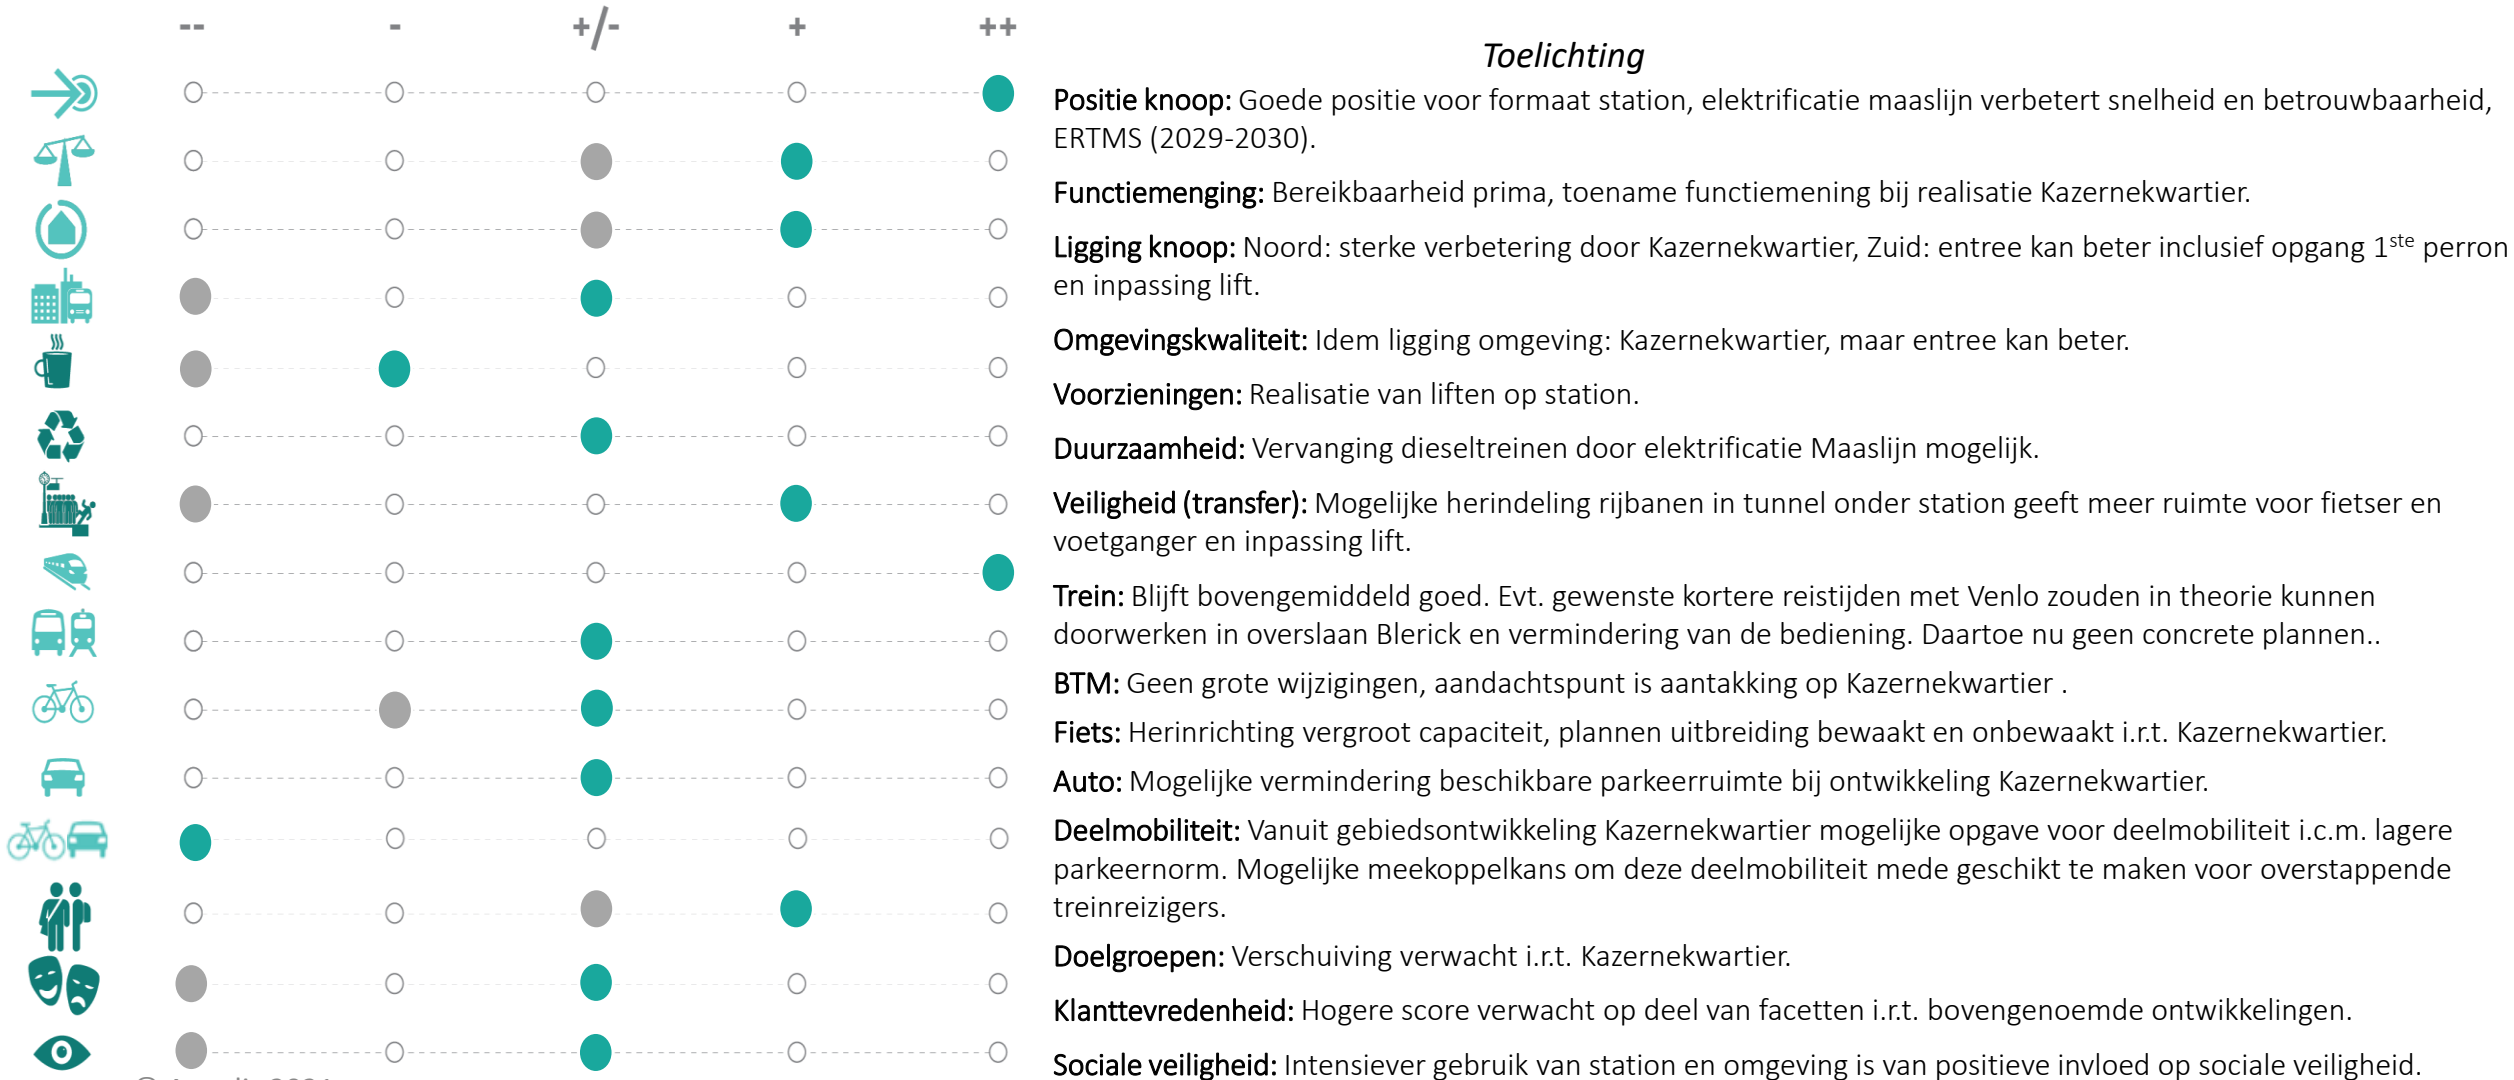 -- - +/- + ++
Toelichting
Positie knoop: Goede positie voor formaat station, elektrificatie maaslijn verbetert snelheid en betrouwbaarheid,
ERTMS (2029-2030).
Functiemenging: Bereikbaarheid prima, toename functiemening bij realisatie Kazernekwartier.
Ligging knoop: Noord: sterke verbetering door Kazernekwartier, Zuid: entree kan beter inclusief opgang 1ste perron
en inpassing lift.
Omgevingskwaliteit: Idem ligging omgeving: Kazernekwartier, maar entree kan beter.
Voorzieningen: Realisatie van liften op station.
Duurzaamheid: Vervanging dieseltreinen door elektrificatie Maaslijn mogelijk.
Veiligheid (transfer): Mogelijke herindeling rijbanen in tunnel onder station geeft meer ruimte voor fietser en
voetganger en inpassing lift.
Trein: Blijft bovengemiddeld goed. Evt. gewenste kortere reistijden met Venlo zouden in theorie kunnen
doorwerken in overslaan Blerick en vermindering van de bediening. Daartoe nu geen concrete plannen..
BTM: Geen grote wijzigingen, aandachtspunt is aantakking op Kazernekwartier .
Fiets: Herinrichting vergroot capaciteit, plannen uitbreiding bewaakt en onbewaakt i.r.t. Kazernekwartier.
Auto: Mogelijke vermindering beschikbare parkeerruimte bij ontwikkeling Kazernekwartier.
Deelmobiliteit: Vanuit gebiedsontwikkeling Kazernekwartier mogelijke opgave voor deelmobiliteit i.c.m. lagere
parkeernorm. Mogelijke meekoppelkans om deze deelmobiliteit mede geschikt te maken voor overstappende
treinreizigers.
Doelgroepen: Verschuiving verwacht i.r.t. Kazernekwartier.
Klanttevredenheid: Hogere score verwacht op deel van facetten i.r.t. bovengenoemde ontwikkelingen.
Sociale veiligheid: Intensiever gebruik van station en omgeving is van positieve invloed op sociale veiligheid.